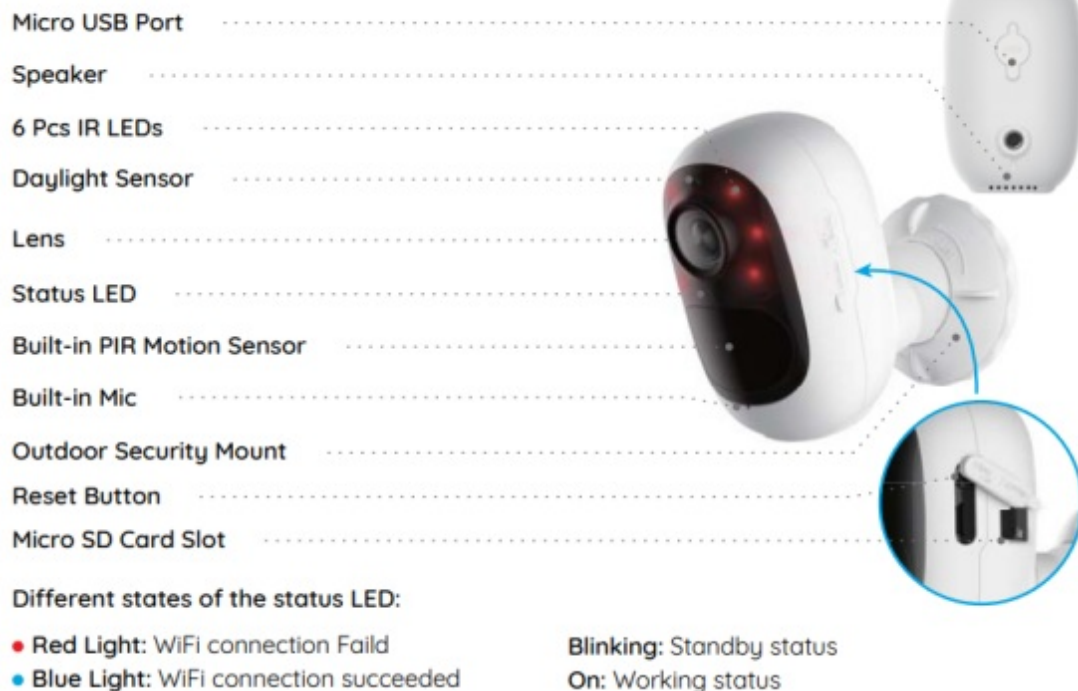 Micro USB Port
Speaker
6 Pcs IR LEDs
Daylight Sensor
Lens
Status LED
Built-in PIR Motion Sensor
Built-in Mic
Outdoor Security Mount
Reset Button
Micro SD Card Slot
Different states of the status LED:
• Red Light: WiFi connection Faild
Blinking: Standby status
• Blue Light: WiFi connection succeeded
On: Working status